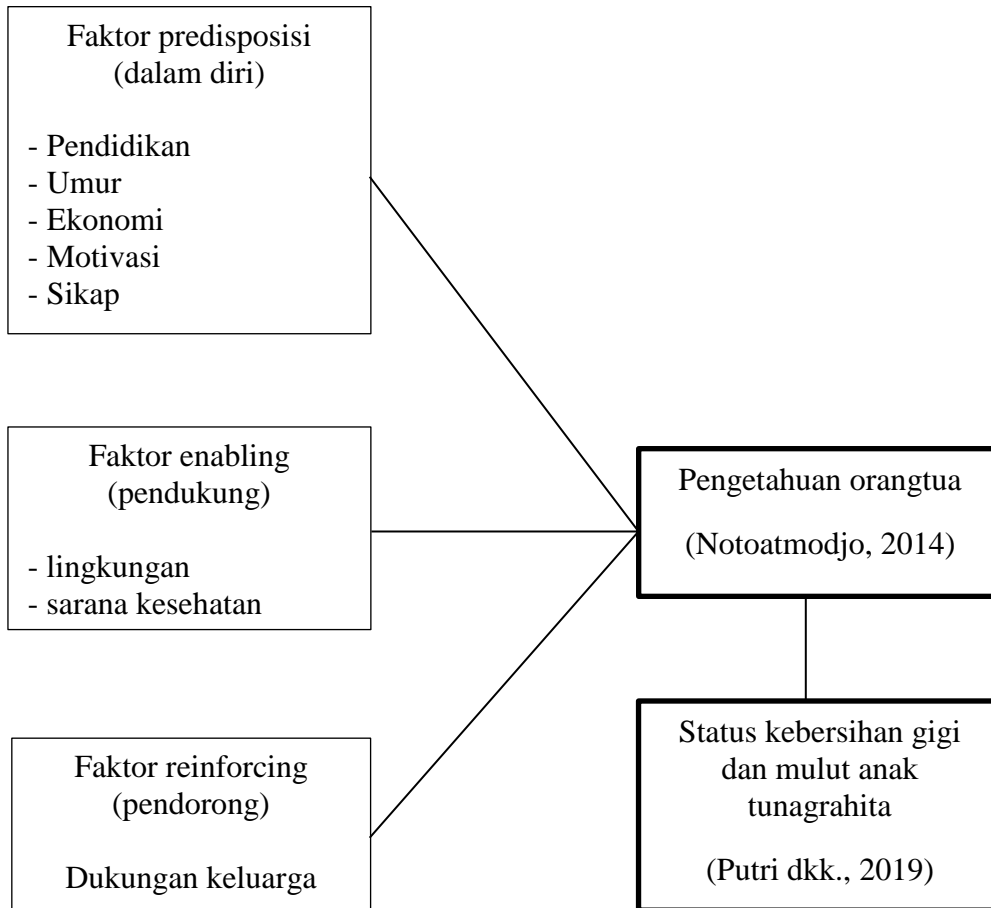 Faktor predisposisi
(dalam diri)
- Pendidikan
- Umur
- Ekonomi
- Motivasi
- Sikap
Faktor enabling
(pendukung)
- lingkungan
- sarana kesehatan
Faktor reinforcing
(pendorong)
Dukungan keluarga
Pengetahuan orangtua
(Notoatmodjo, 2014)
Status kebersihan gigi
dan mulut anak
tunagrahita
(Putri dkk., 2019)